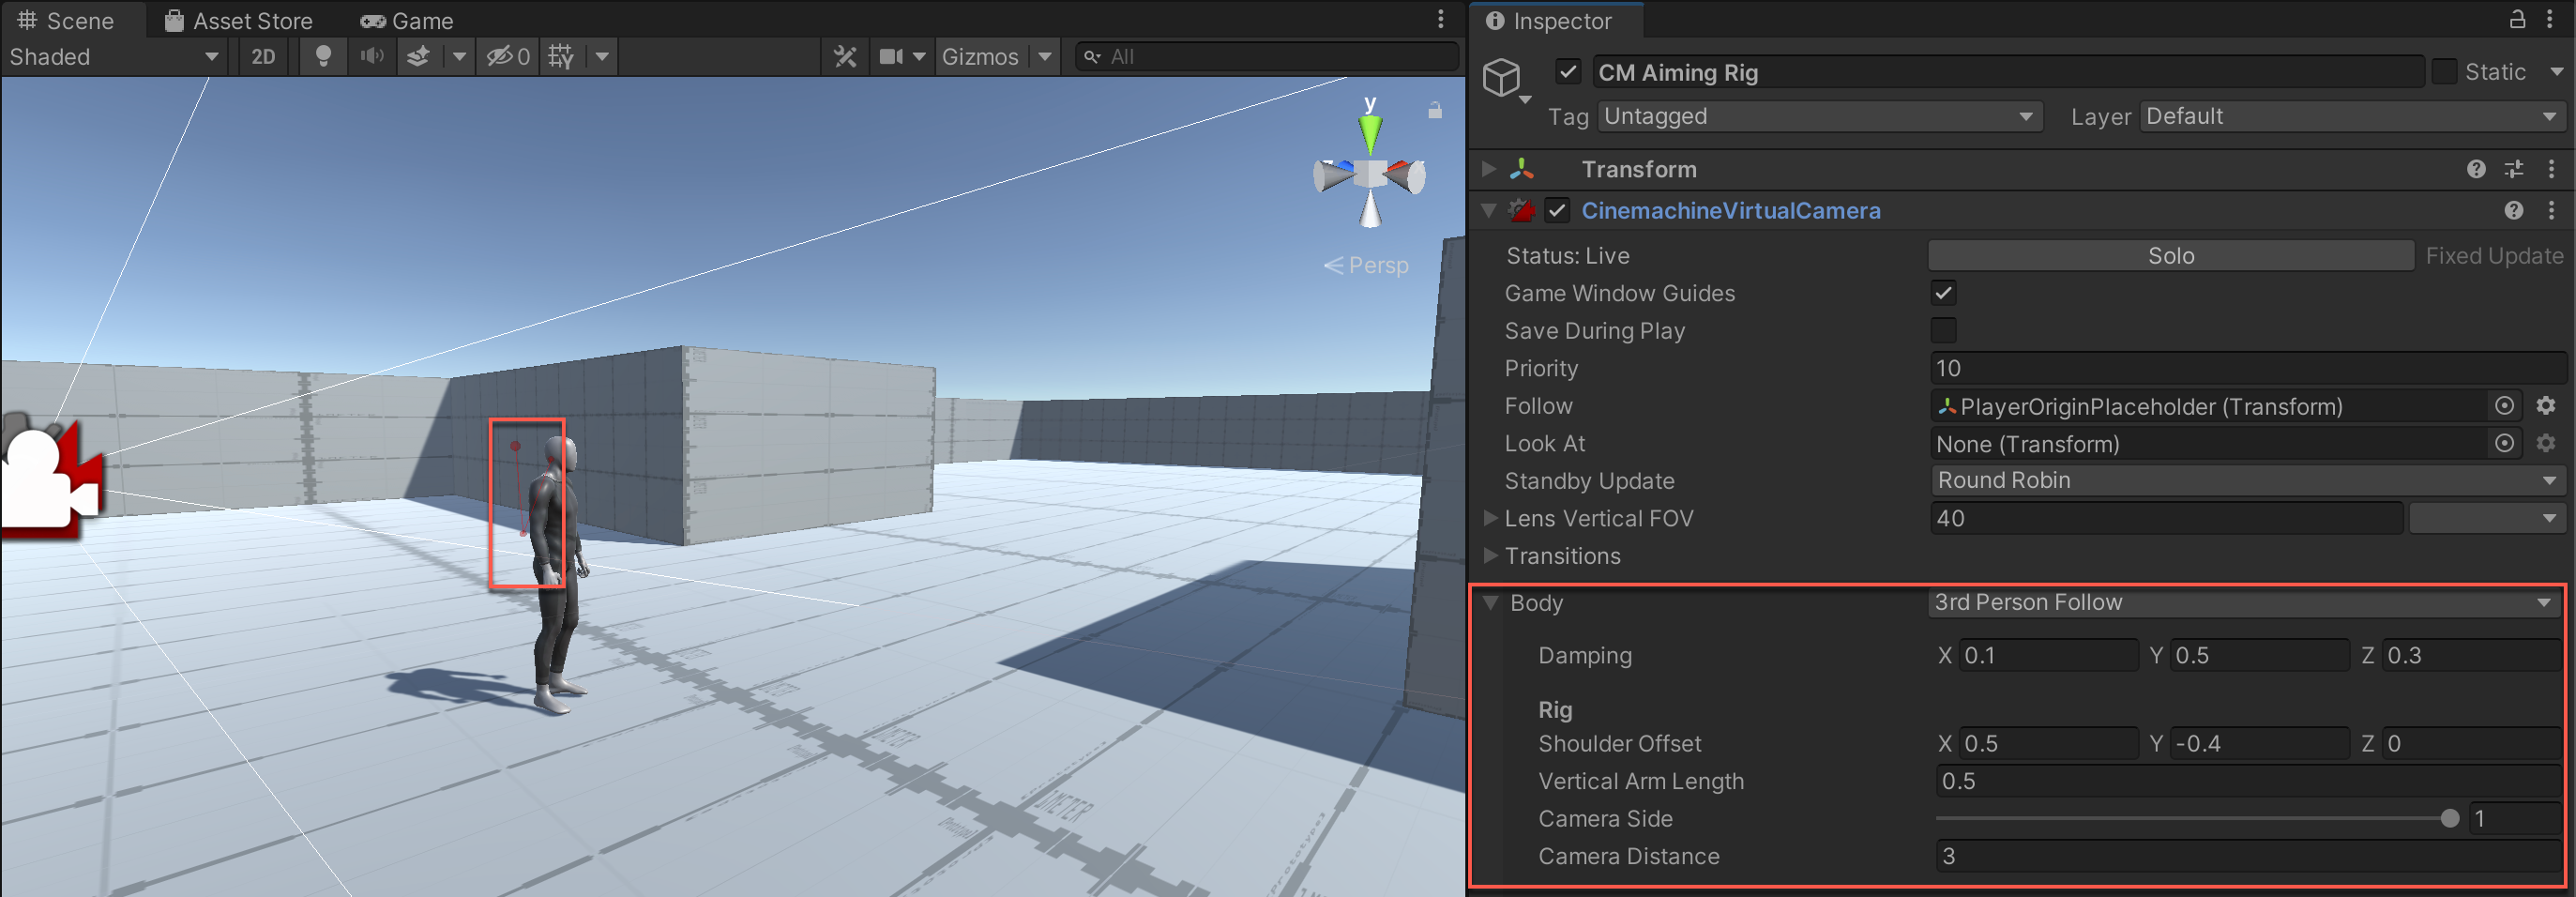 Scene Asset Store Game
Shaded 2D 0 Gizmos All
y
Persp
METER
METER
Inspector
CM Aiming Rig Static
Tag Untagged Layer Default
Transform
CinemachineVirtualCamera
Status: Live Solo Fixed Update
Game Window Guides
Save During Play
Priority 10
Follow PlayerOriginPlaceholder (Transform)
Look At None (Transform)
Standby Update Round Robin
Lens Vertical FOV 40
Transitions
Body 3rd Person Follow
Damping X 0.1 Y 0.5 Z 0.3
Rig
Shoulder Offset X 0.5 Y -0.4 Z 0
Vertical Arm Length 0.5
Camera Side 1
Camera Distance 3